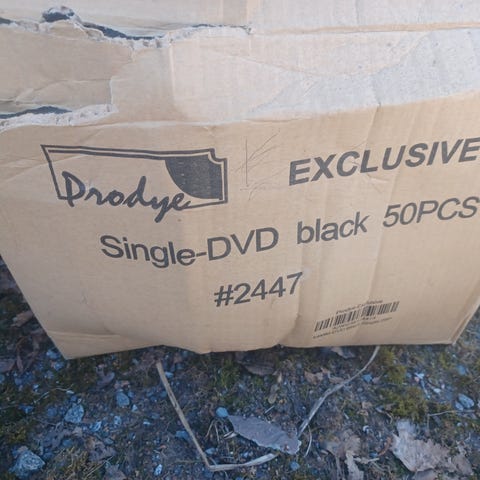 Prodye
EXCLUSIVE
Single-DVD black 50PCS
#2447